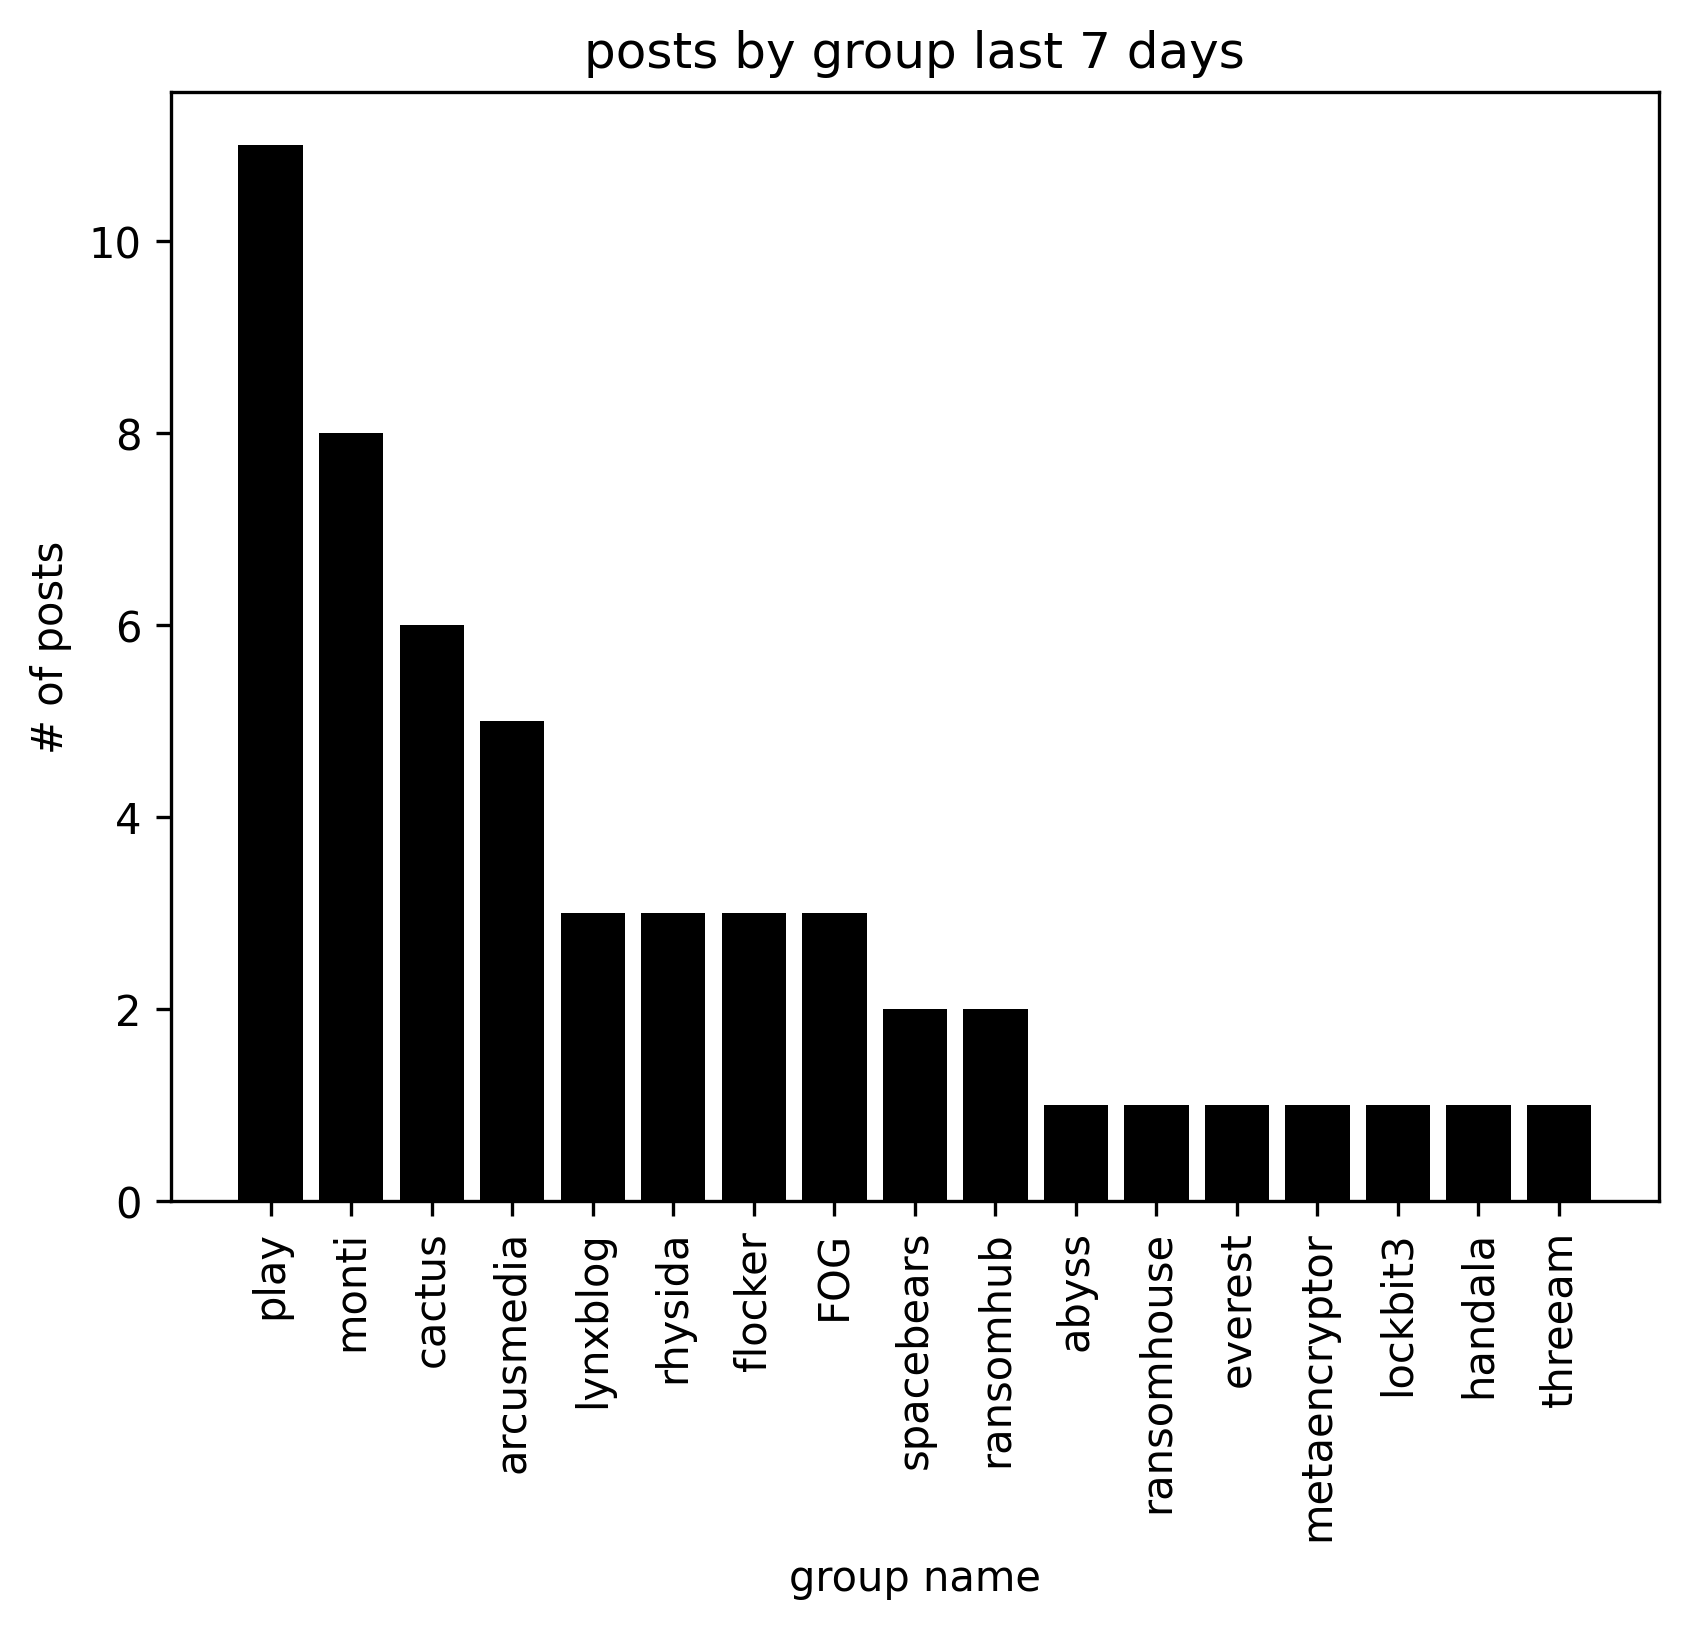 posts by group last 7 days
# of posts
10
8
6
4
2
0
play
monti
cactus
arcusmedia
lynxblog
rhysida
flocker
FOG
spacebears
ransomhub
abyss
ransomhouse
everest
metaencryptor
lockbit3
handala
threeam
group name